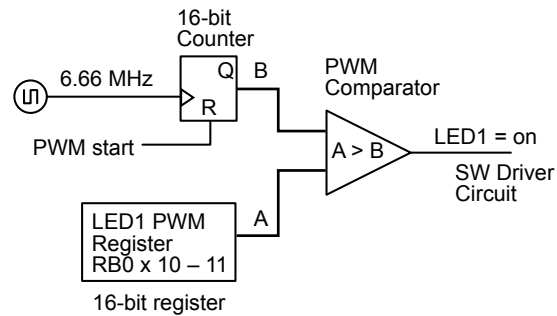 16-bit
Counter
6.66 MHz
Q
B
R
PWM start
PWM
Comparator
A > B
LED1 = on
SW Driver
Circuit
LED1 PWM
Register
RB0 x 10 – 11
A
16-bit register